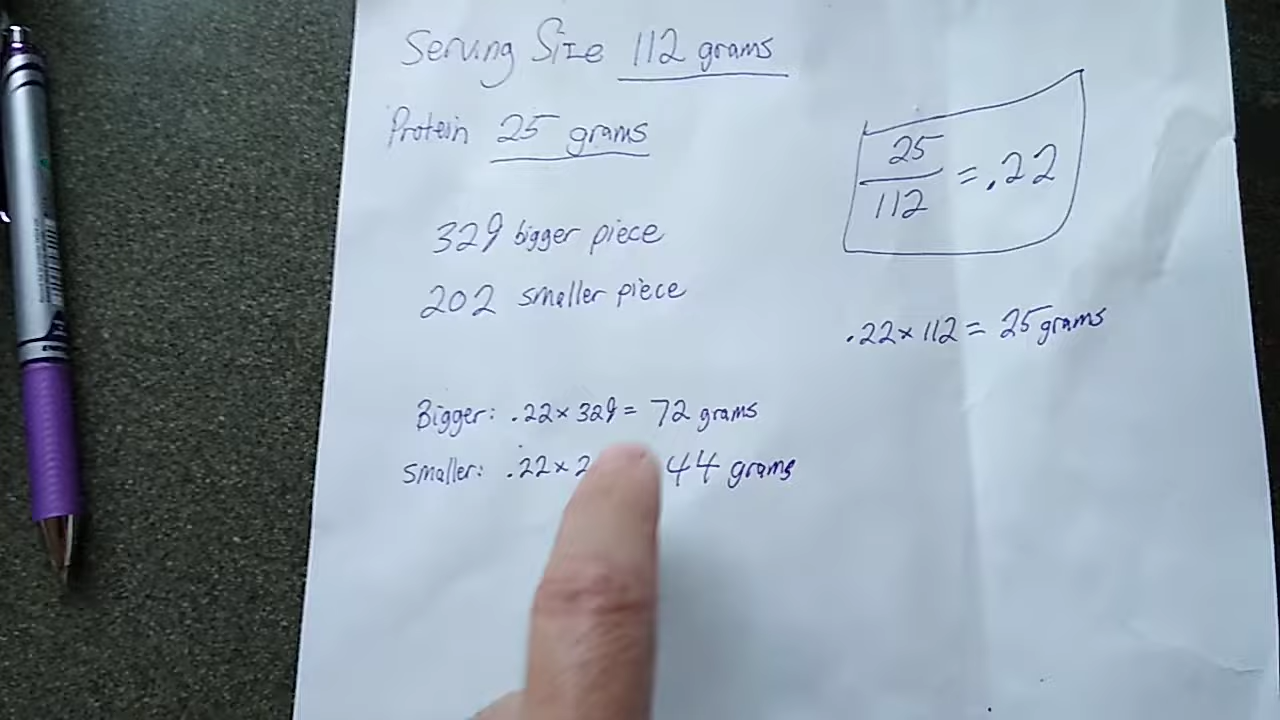 Serving Size 112 grams
Protein 25 grams
25
112
= .22
329 bigger piece
202 smaller piece
.22 x 112 = 25 grams
Bigger: .22 x 329 = 72 grams
Smaller: .22 x 2 44 grams